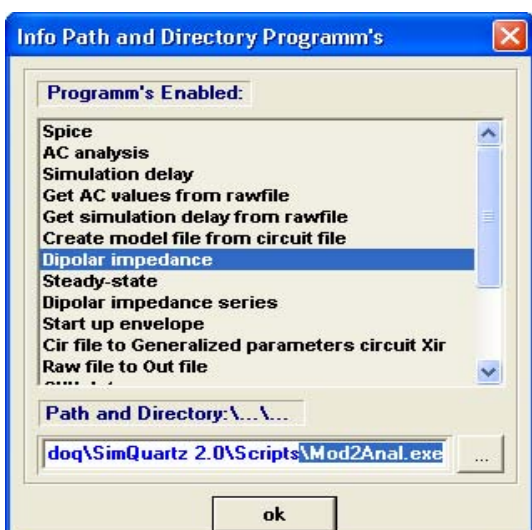 Info Path and Directory Programm's
Programm's Enabled:
Spice
AC analysis
Simulation delay
Get AC values from rawfile
Get simulation delay from rawfile
Create model file from circuit file
Dipolar impedance
Steady-state
Dipolar impedance series
Start up envelope
Cir file to Generalized parameters circuit Xir
Raw file to Out file
Path and Directory:\...\...
doq\SimQuartz 2.0\Scripts\Mod2Anal.exe
...
ok